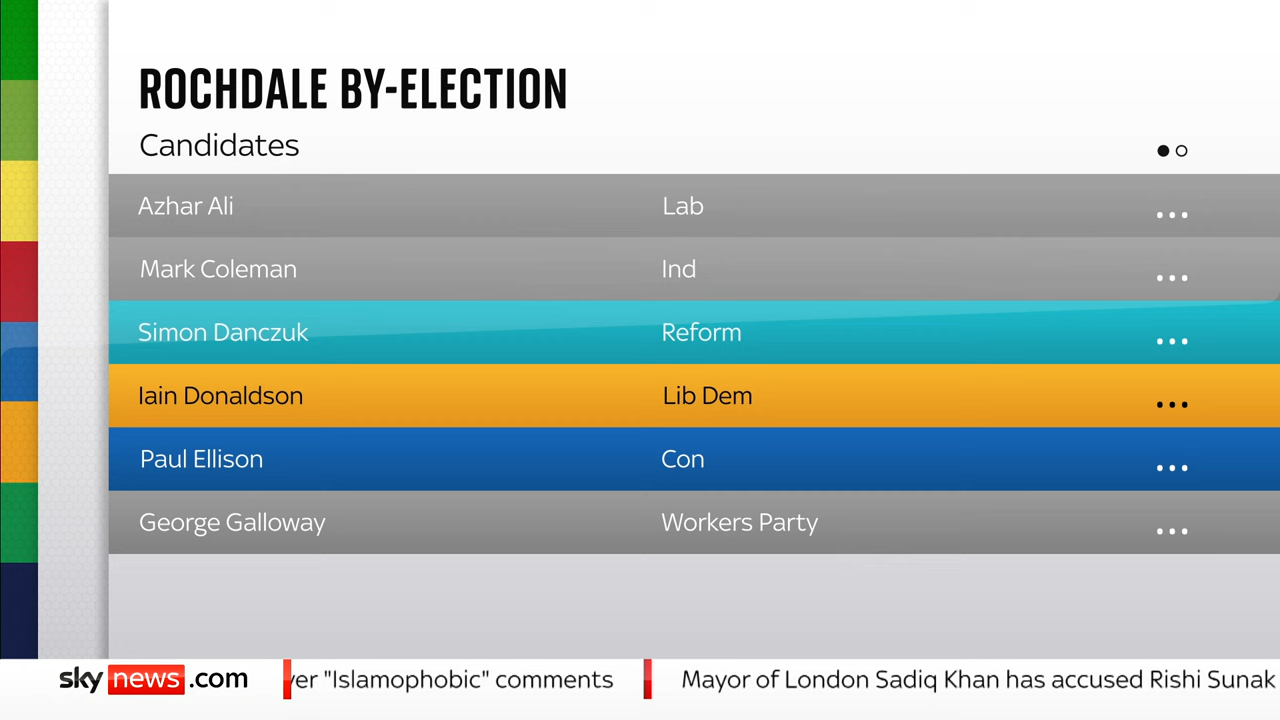 ROCHDALE BY-ELECTION
Candidates
Azhar Ali Lab ...
Mark Coleman Ind ...
Simon Danczuk Reform ...
Iain Donaldson Lib Dem ...
Paul Ellison Con ...
George Galloway Workers Party ...
sky news .com "Islamophobic" comments Mayor of London Sadiq Khan has accused Rishi Sunak